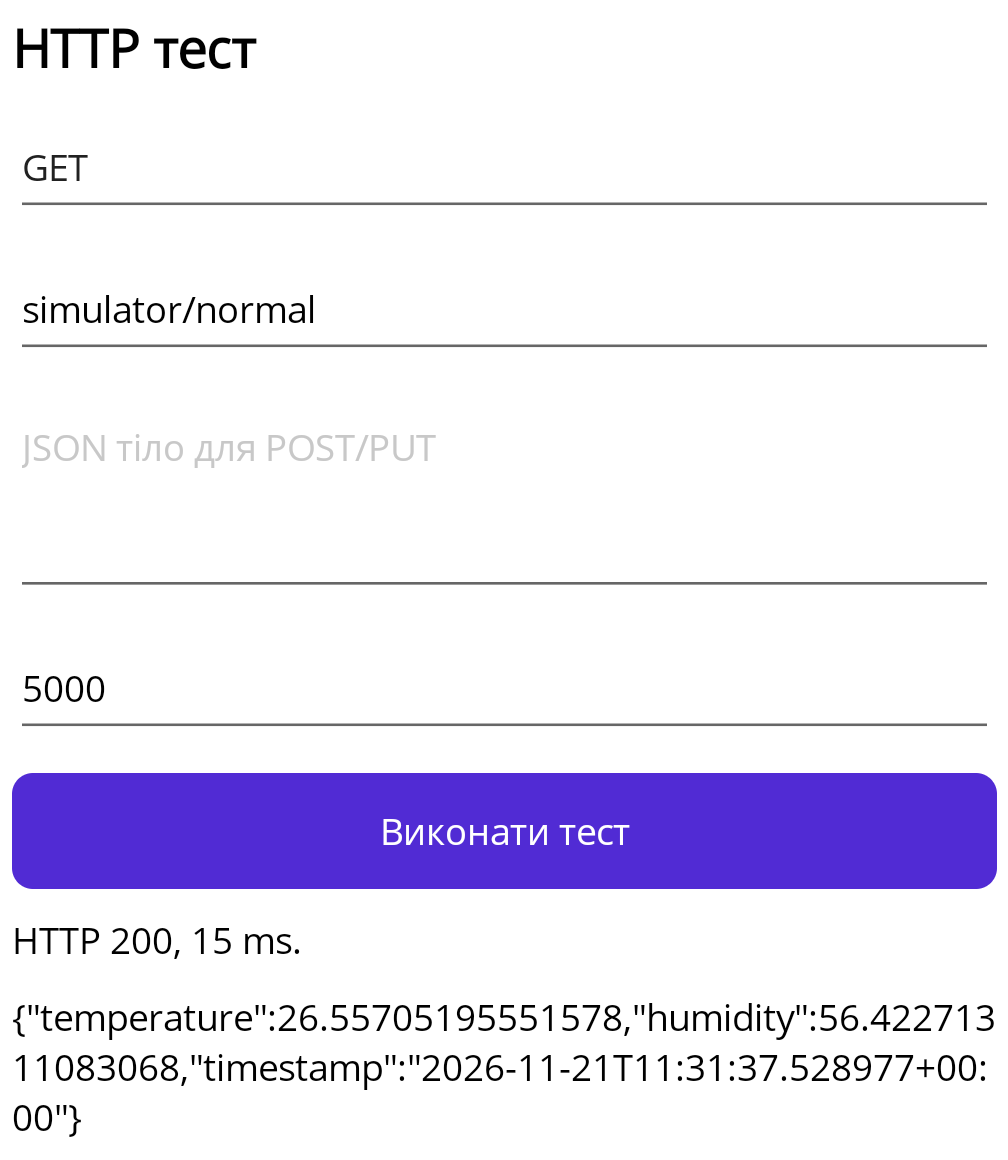 HTTP тест
GET
simulator/normal
JSON тіло для POST/PUT
5000
Виконати тест
HTTP 200, 15 ms.
{"temperature":26.55705195551578,"humidity":56.422713
11083068,"timestamp":"2026-11-21T11:31:37.528977+00:
00"}